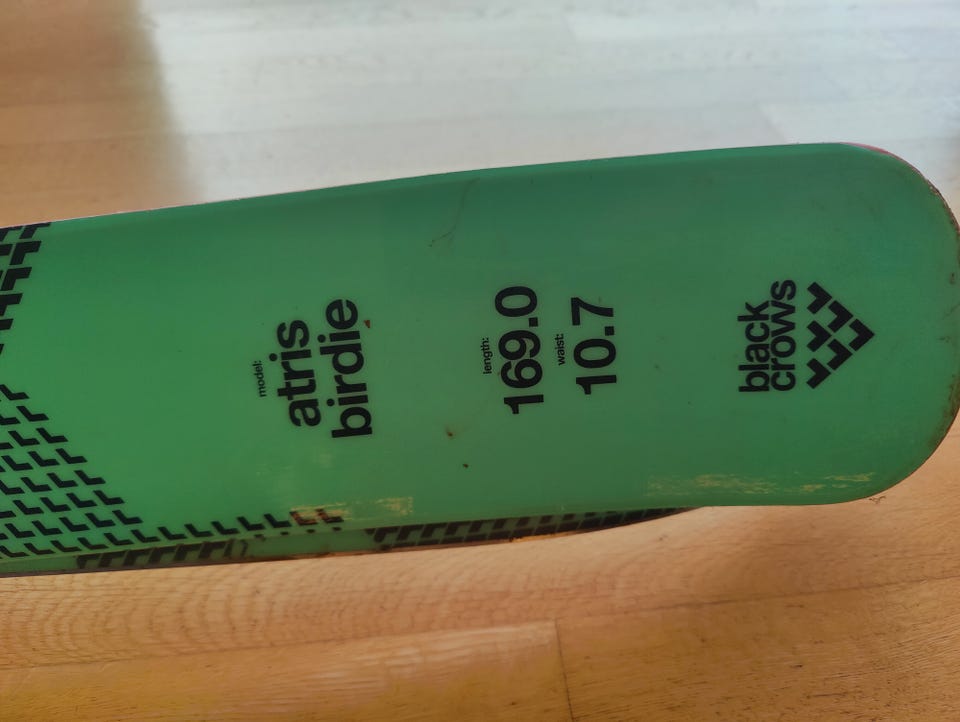 model:
atris
birdie
length:
169.0
waist:
10.7
black
crows